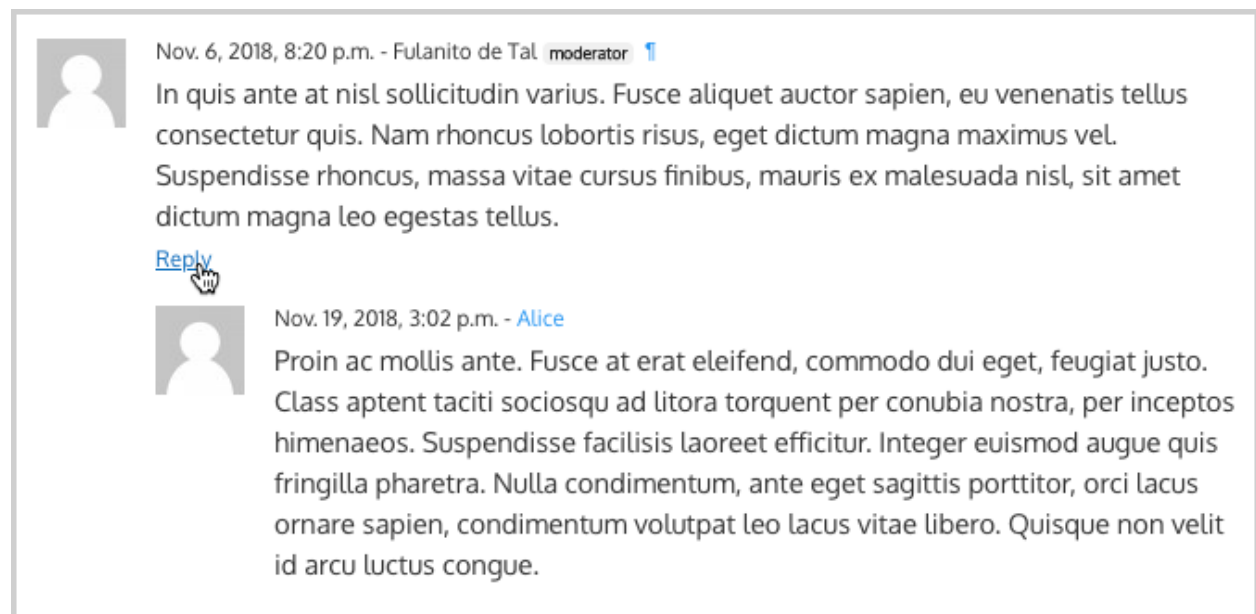 Nov. 6, 2018, 8:20 p.m. - Fulanito de Tal moderator ¶
In quis ante at nisl sollicitudin varius. Fusce aliquet auctor sapien, eu venenatis tellus
consectetur quis. Nam rhoncus lobortis risus, eget dictum magna maximus vel.
Suspendisse rhoncus, massa vitae cursus finibus, mauris ex malesuada nisl, sit amet
dictum magna leo egestas tellus.
Reply
Nov. 19, 2018, 3:02 p.m. - Alice
Proin ac mollis ante. Fusce at erat eleifend, commodo dui eget, feugiat justo.
Class aptent taciti sociosqu ad litora torquent per conubia nostra, per inceptos
himenaeos. Suspendisse facilisis laoreet efficitur. Integer euismod augue quis
fringilla pharetra. Nulla condimentum, ante eget sagittis porttitor, orci lacus
ornare sapien, condimentum volutpat leo lacus vitae libero. Quisque non velit
id arcu luctus congue.